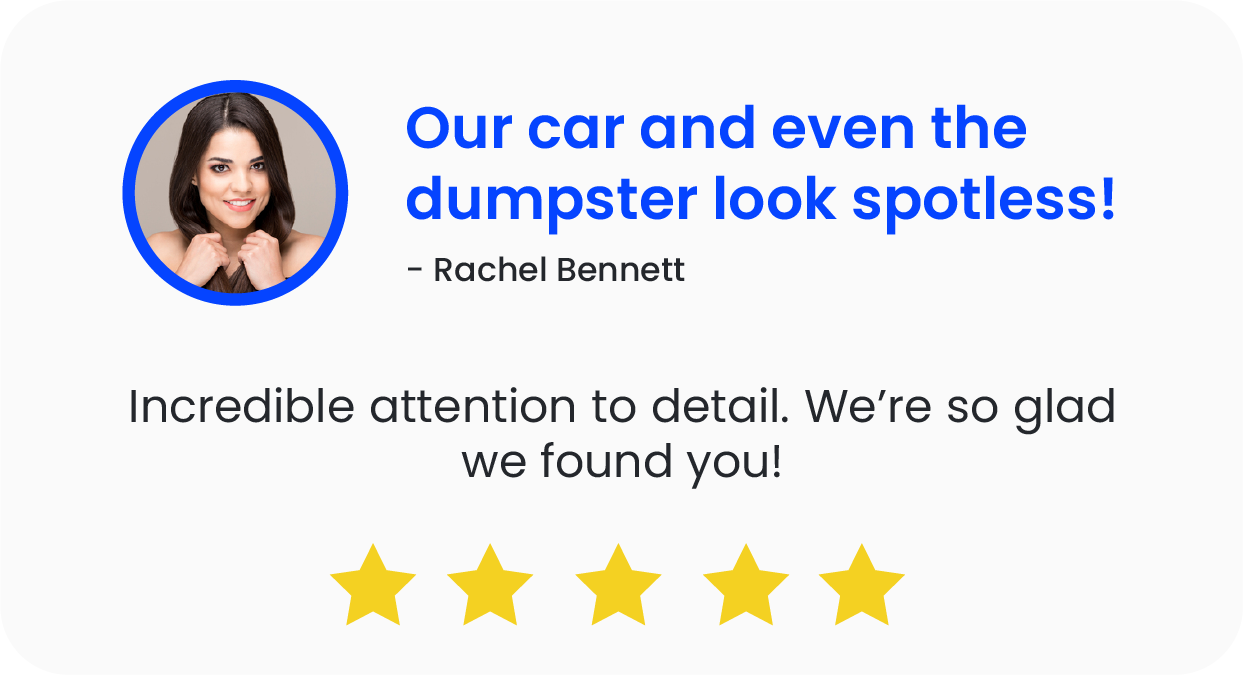 Our car and even the
dumpster look spotless!
- Rachel Bennett
Incredible attention to detail. We’re so glad
we found you!